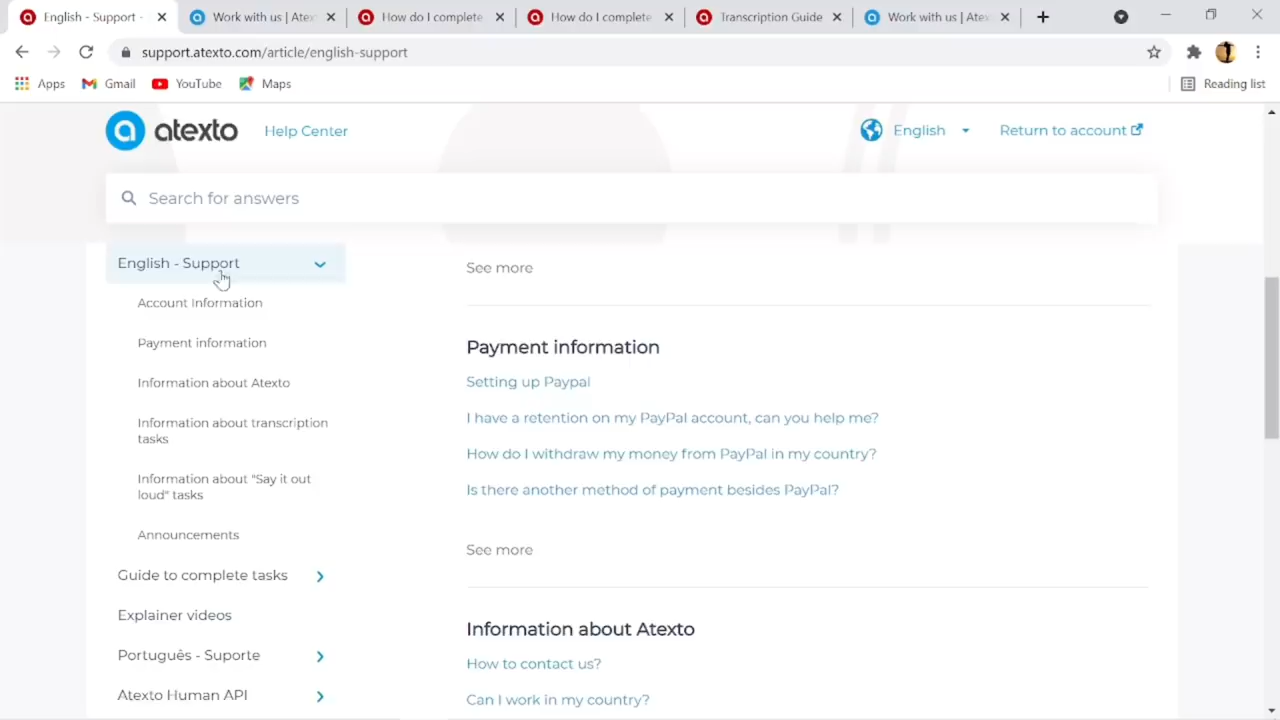 English - Support -
Work with us | Atex
How do I complete
How do I complete
Transcription Guide
Work with us | Atex
support.atexto.com/article/english-support
Apps
Gmail
YouTube
Maps
Reading list
atexto
Help Center
English
Return to account
Search for answers
English - Support
Account Information
Payment information
Information about Atexto
Information about transcription
tasks
Information about "Say it out
loud" tasks
Announcements
Guide to complete tasks
Explainer videos
Português - Suporte
Atexto Human API
See more
Payment information
Setting up Paypal
I have a retention on my PayPal account, can you help me?
How do I withdraw my money from PayPal in my country?
Is there another method of payment besides PayPal?
See more
Information about Atexto
How to contact us?
Can I work in my country?